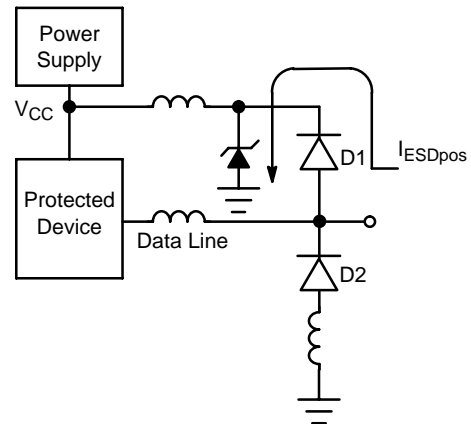 Power
Supply
V_CC
D1
I_ESDpos
Protected
Device
Data Line
D2